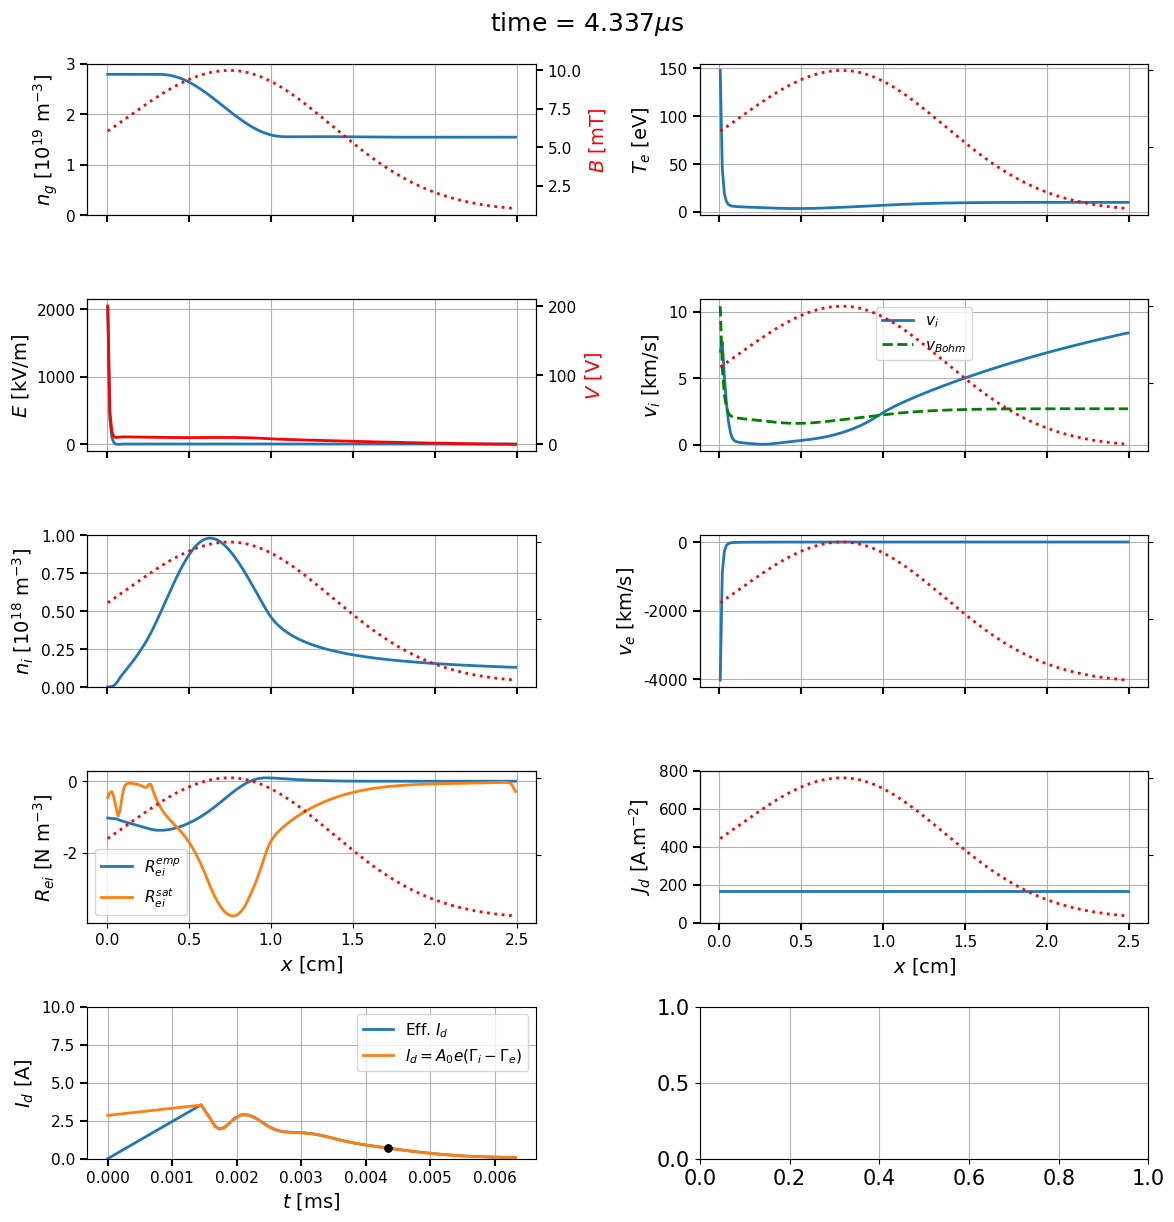 time = 4.337μs
n_g [10^19 m^−3]
3
2
1
0
10.0
7.5
5.0
2.5
B [mT]
T_e [eV]
150
100
50
0
E [kV/m]
2000
1000
0
200
100
0
V [V]
v_i [km/s]
10
5
0
v_i
v_Bohm
n_i [10^18 m^−3]
1.00
0.75
0.50
0.25
0.00
v_e [km/s]
0
-2000
-4000
R_ei [N m^−3]
0
-2
R_ei^emp
R_ei^sat
0.0 0.5 1.0 1.5 2.0 2.5
x [cm]
J_d [A.m^−2]
800
600
400
200
0
0.0 0.5 1.0 1.5 2.0 2.5
x [cm]
I_d [A]
10.0
7.5
5.0
2.5
0.0
Eff. I_d
I_d = A_0e(Γ_i − Γ_e)
0.000 0.001 0.002 0.003 0.004 0.005 0.006
t [ms]
1.0
0.5
0.0
0.0 0.2 0.4 0.6 0.8 1.0